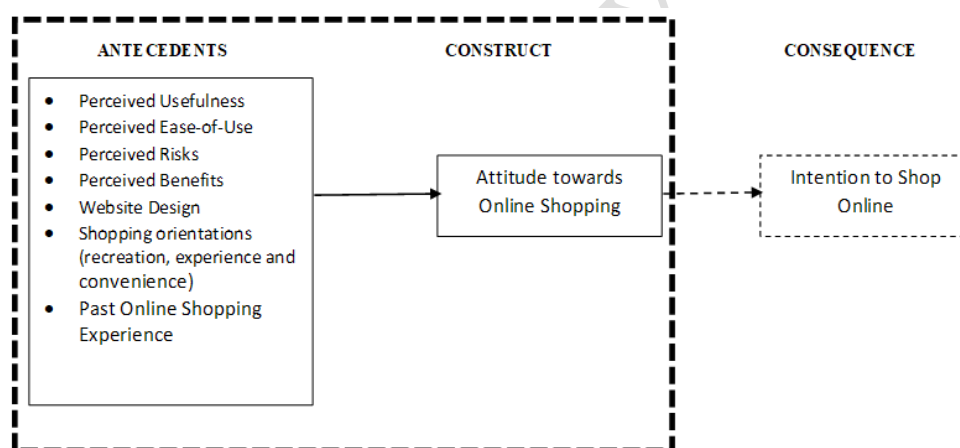 ANTECEDENTS
CONSTRUCT
CONSEQUENCE
• Perceived Usefulness
• Perceived Ease-of-Use
• Perceived Risks
• Perceived Benefits
• Website Design
• Shopping orientations
(recreation, experience and
convenience)
• Past Online Shopping
Experience
Attitude towards
Online Shopping
Intention to Shop
Online